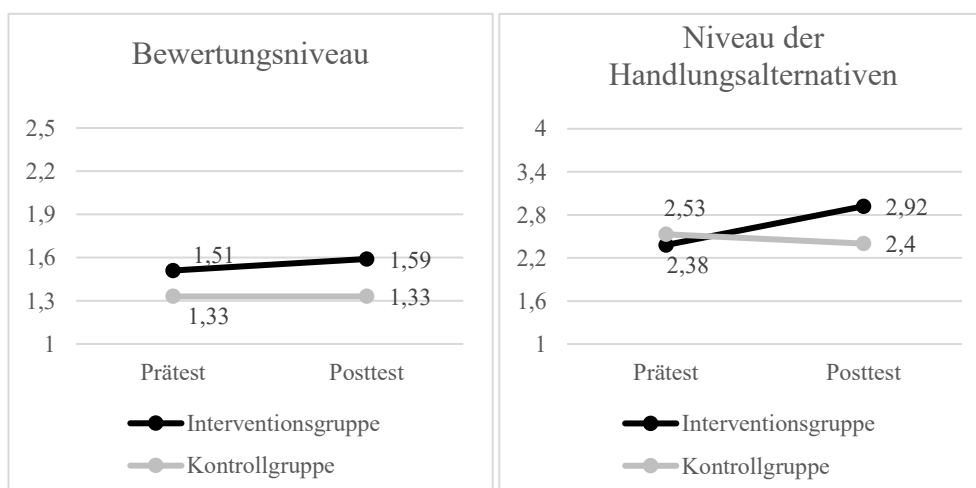 Bewertungsniveau
2,5
2,2
1,9
1,6
1,3
1
1,51
1,59
1,33
1,33
Prätest
Posttest
Interventionsgruppe
Kontrollgruppe
Niveau der
Handlungsalternativen
4
3,4
2,8
2,2
1,6
1
2,53
2,92
2,38
2,4
Prätest
Posttest
Interventionsgruppe
Kontrollgruppe